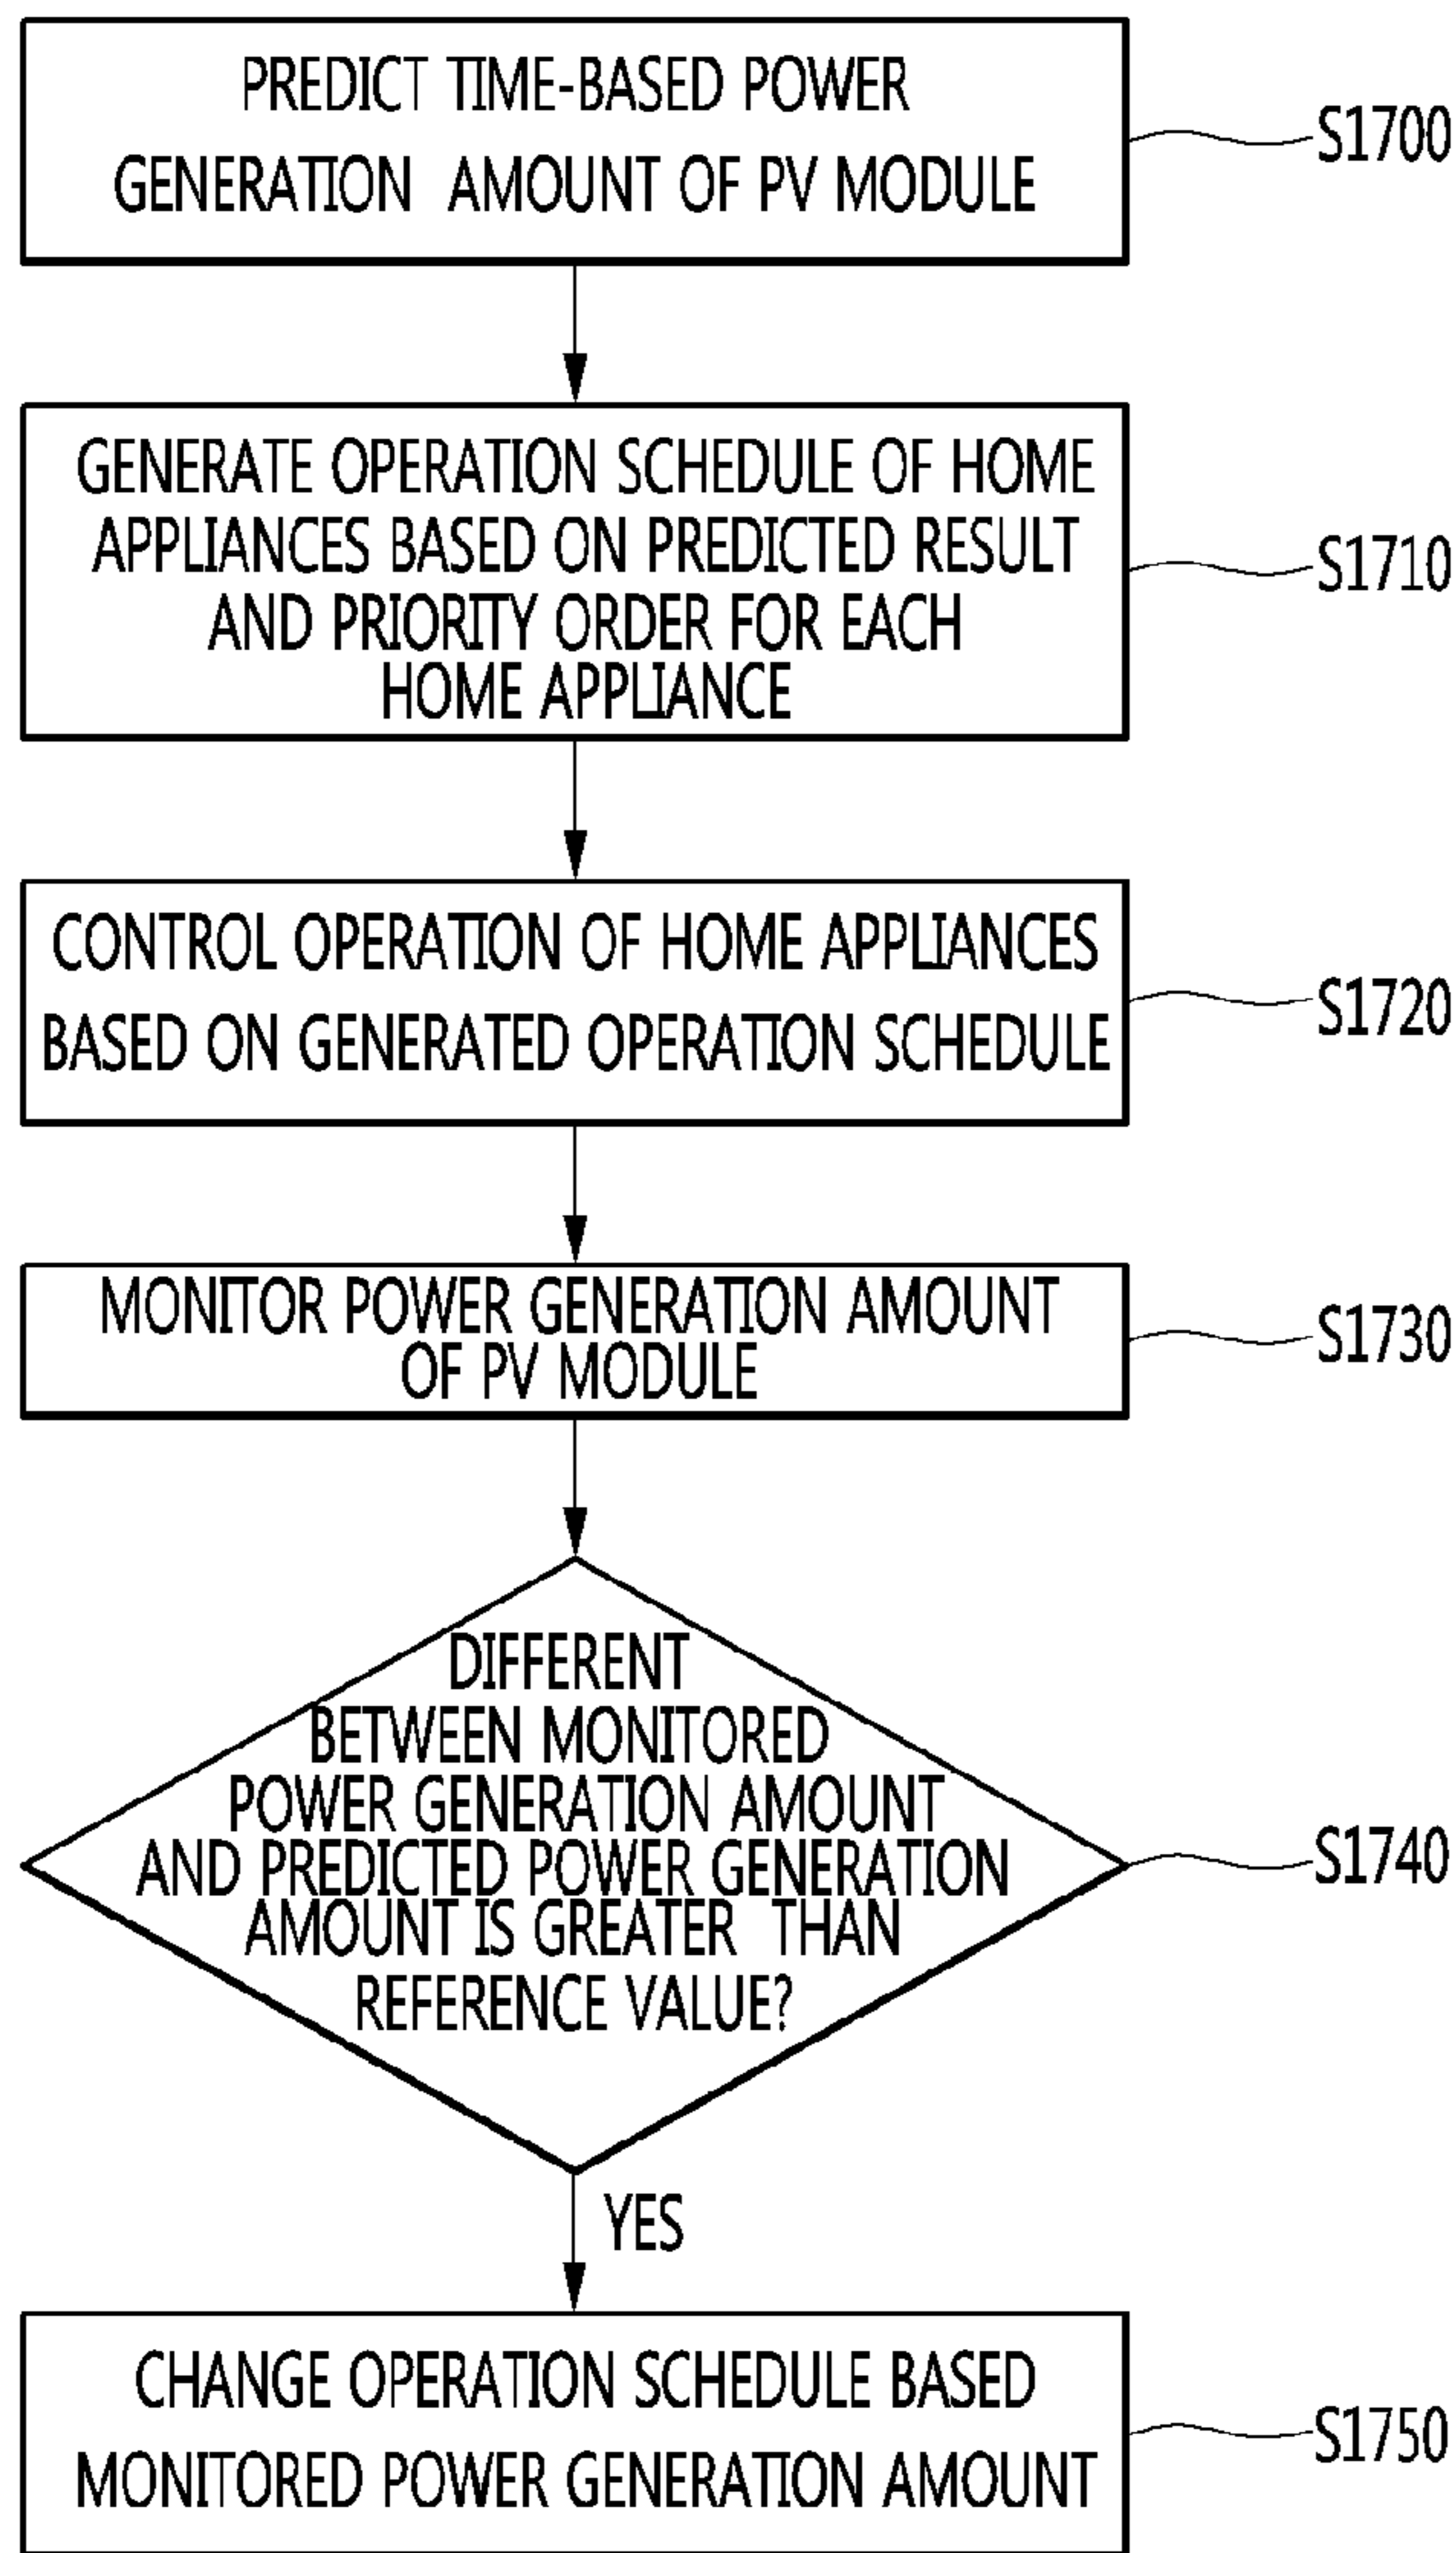 PREDICT TIME-BASED POWER
GENERATION AMOUNT OF PV MODULE
S1700
GENERATE OPERATION SCHEDULE OF HOME
APPLIANCES BASED ON PREDICTED RESULT
AND PRIORITY ORDER FOR EACH
HOME APPLIANCE
S1710
CONTROL OPERATION OF HOME APPLIANCES
BASED ON GENERATED OPERATION SCHEDULE
S1720
MONITOR POWER GENERATION AMOUNT
OF PV MODULE
S1730
DIFFERENT
BETWEEN MONITORED
POWER GENERATION AMOUNT
AND PREDICTED POWER GENERATION
AMOUNT IS GREATER THAN
REFERENCE VALUE?
S1740
YES
CHANGE OPERATION SCHEDULE BASED
MONITORED POWER GENERATION AMOUNT
S1750